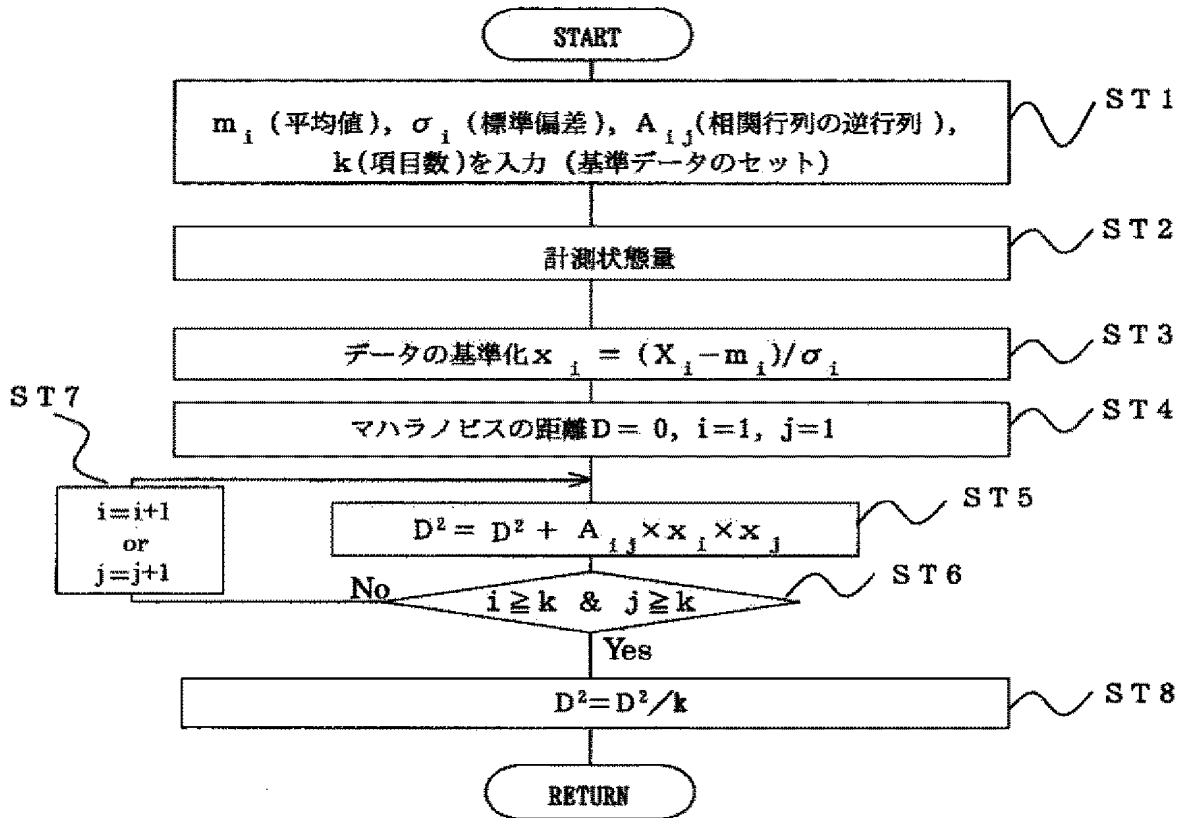 START
m_i (平均値), σ_i (標準偏差), A_ij(相関行列の逆行列),
k(項目数)を入力 (基準データのセット)
ST1
計測状態量
ST2
データの基準化 x_i = (X_i-m_i)/σ_i
ST3
マハラノビスの距離D= 0, i=1, j=1
ST4
ST7
i=i+1
or
j=j+1
D²= D² + A_ij×x_i×x_j
ST5
i≧k & j≧k
ST6
No
Yes
D²=D²/k
ST8
RETURN